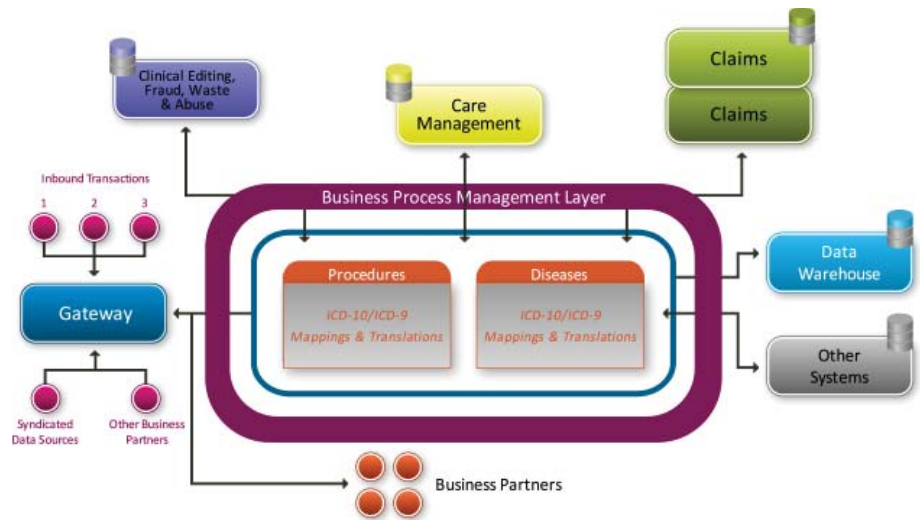 Clinical Editing,
Fraud, Waste
& Abuse
Care
Management
Claims
Claims
Inbound Transactions
1 2 3
Business Process Management Layer
Procedures
ICD-10/ICD-9
Mappings & Translations
Diseases
ICD-10/ICD-9
Mappings & Translations
Data
Warehouse
Gateway
Other
Systems
Syndicated
Data Sources
Other Business
Partners
Business Partners